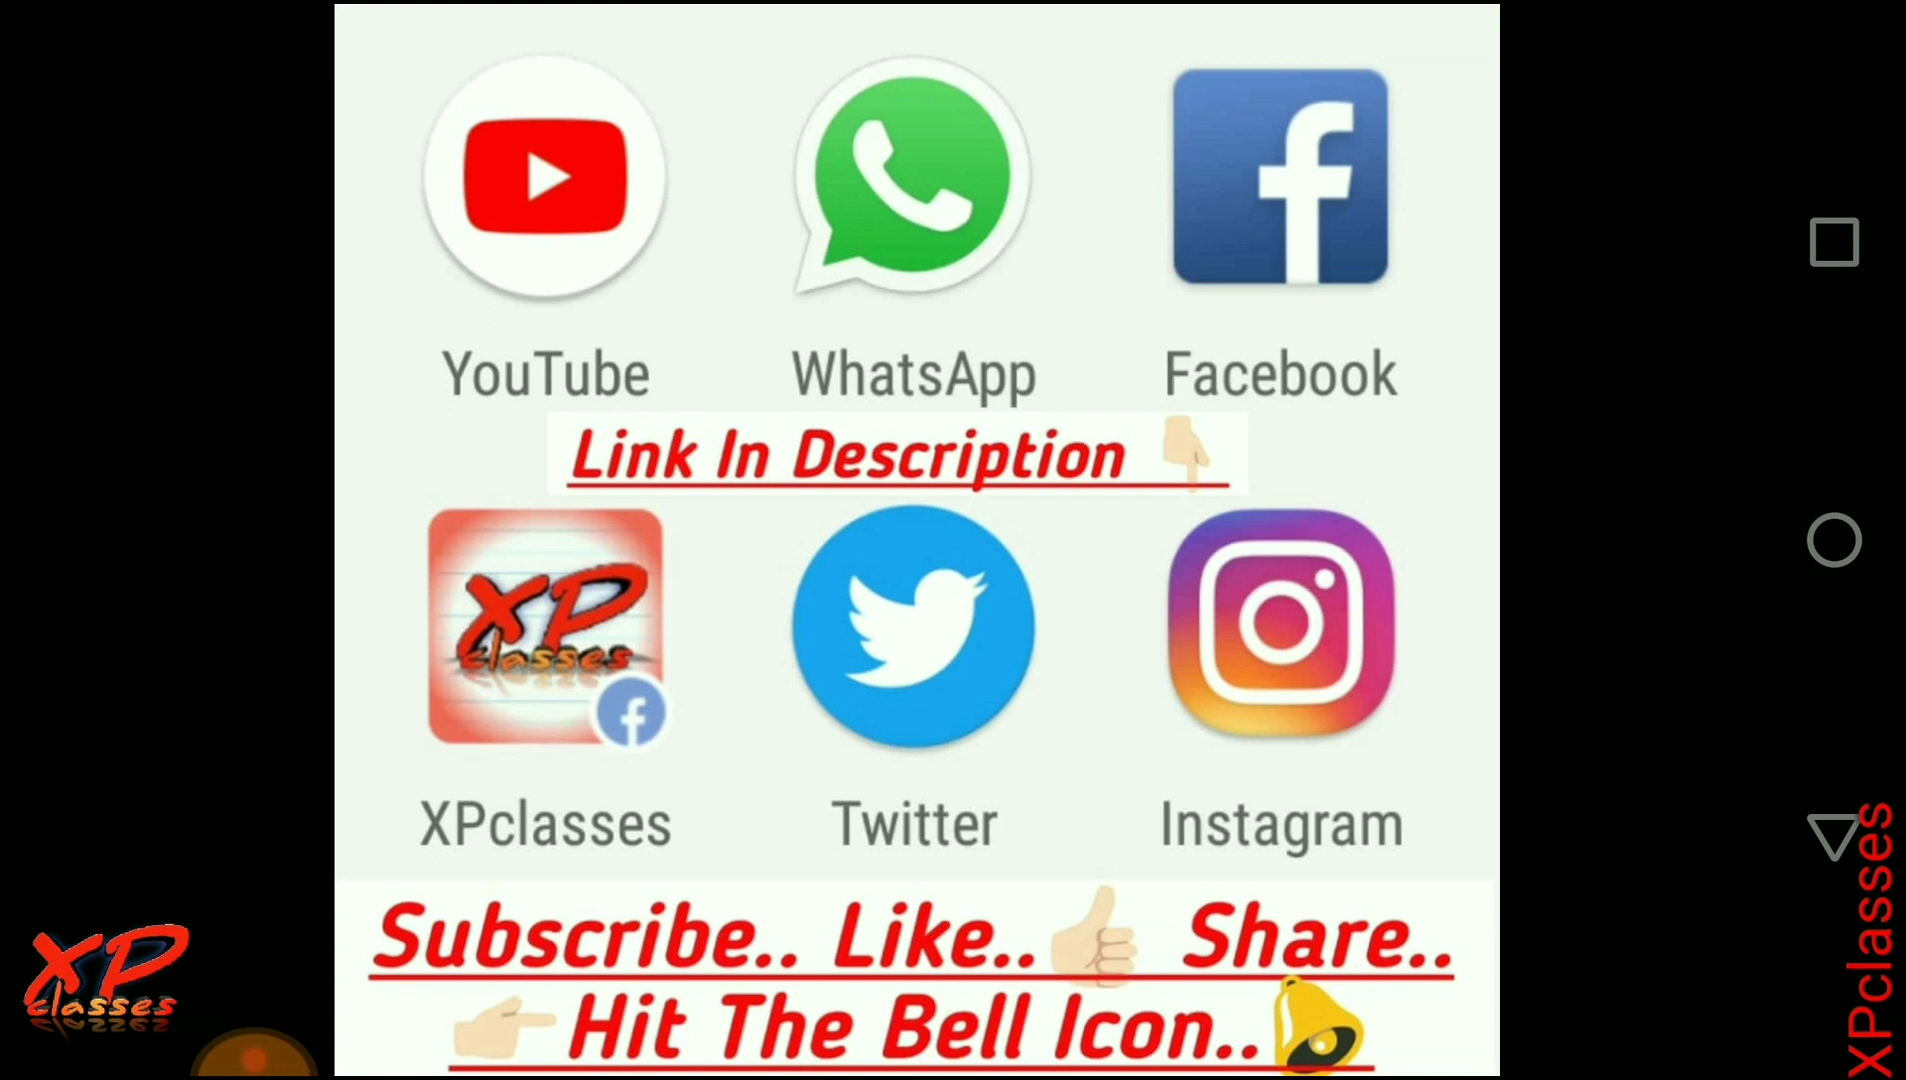 YouTube WhatsApp Facebook
Link In Description
XP
classes
XPclasses Twitter Instagram
Subscribe.. Like.. Share..
Hit The Bell Icon..
XP
classes
XPclasses